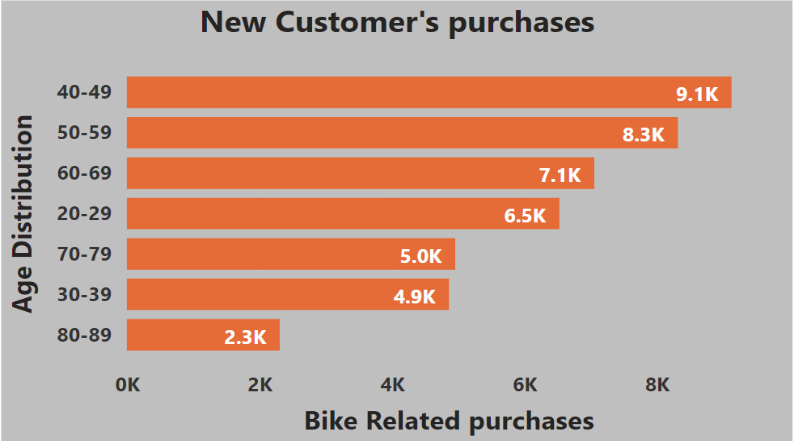 New Customer's purchases
Age Distribution
40-49 9.1K
50-59 8.3K
60-69 7.1K
20-29 6.5K
70-79 5.0K
30-39 4.9K
80-89 2.3K
0K 2K 4K 6K 8K
Bike Related purchases